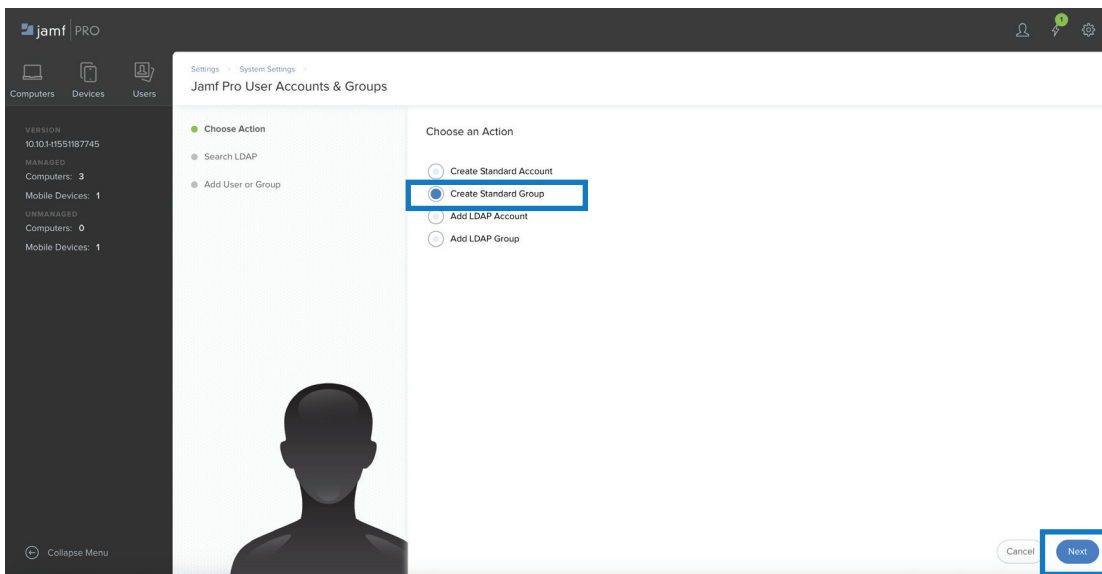 jamf PRO
1
Computers Devices Users
Settings System Settings
Jamf Pro User Accounts & Groups
VERSION
10.10.1-t1551187745
MANAGED
Computers: 3
Mobile Devices: 1
UNMANAGED
Computers: 0
Mobile Devices: 1
Collapse Menu
Choose Action
Search LDAP
Add User or Group
Choose an Action
Create Standard Account
Create Standard Group
Add LDAP Account
Add LDAP Group
Cancel Next